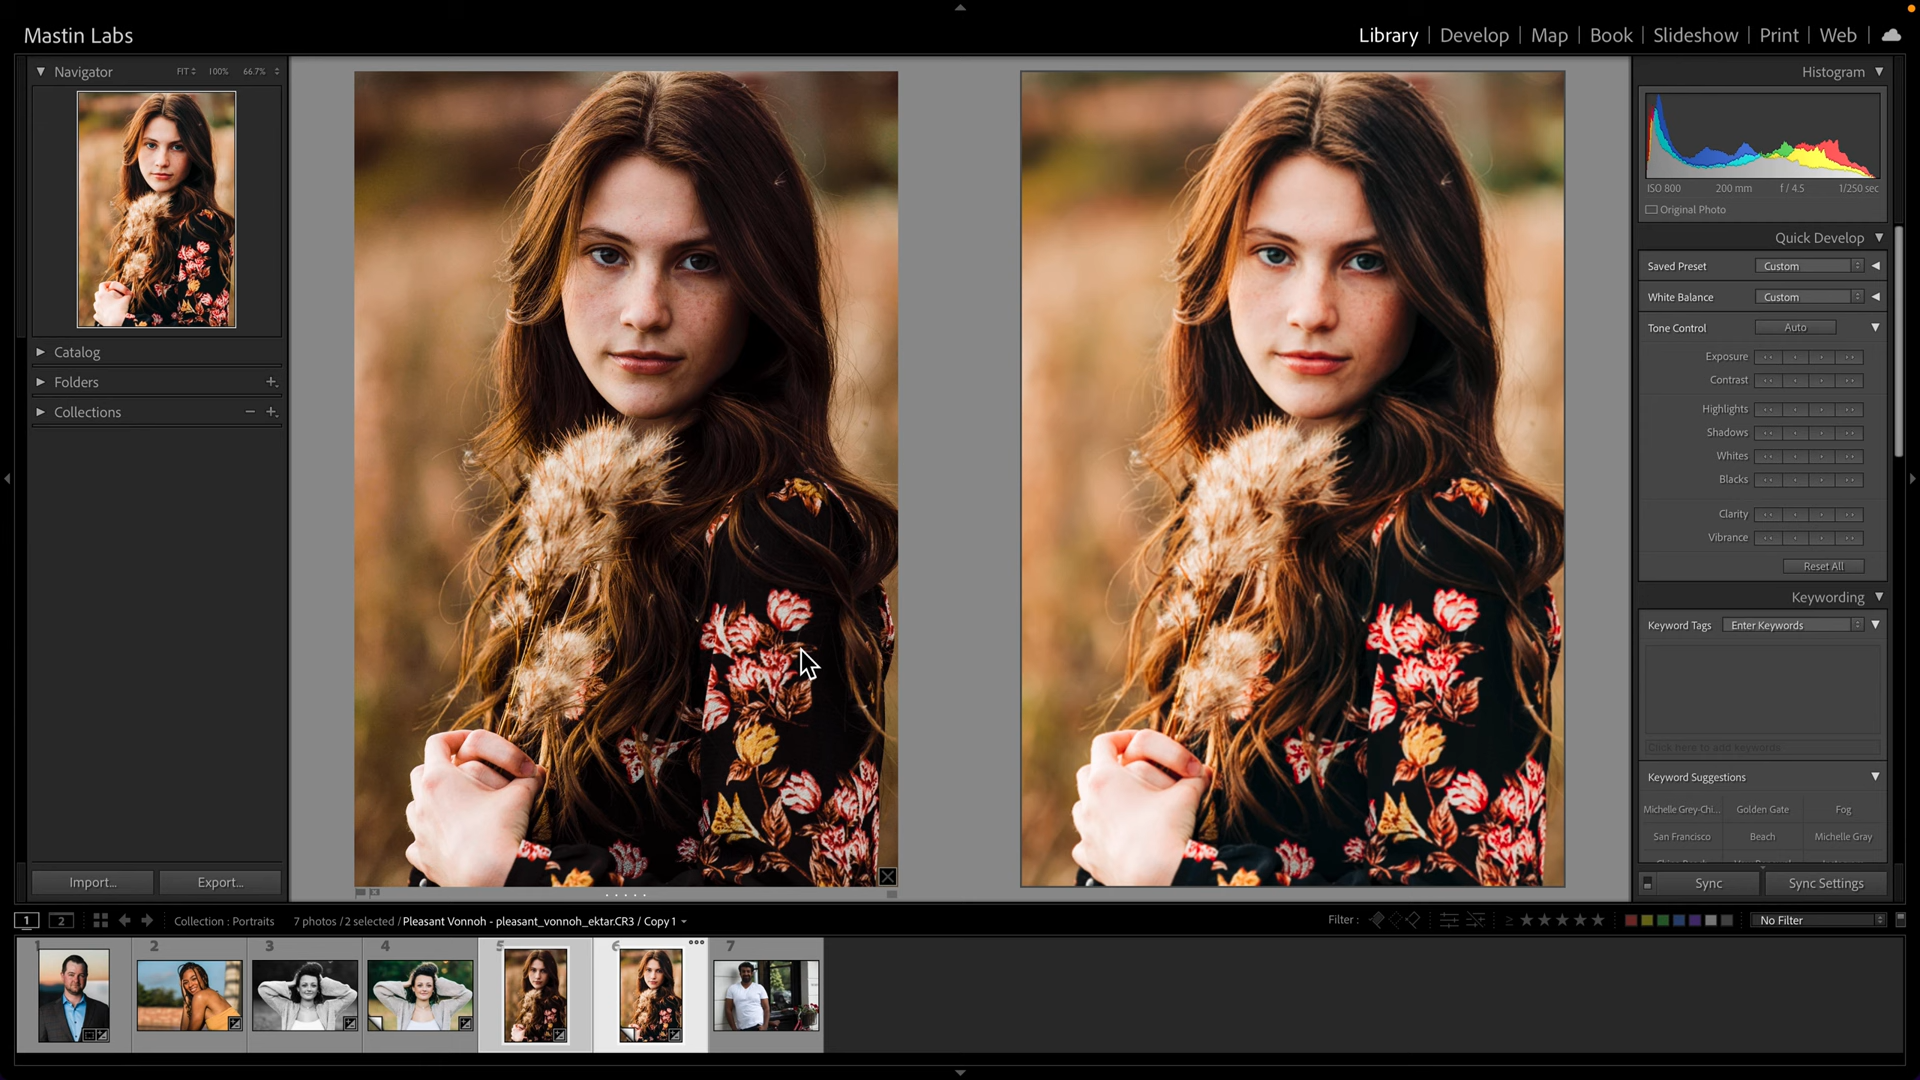 Mastin Labs
Library | Develop | Map | Book | Slideshow | Print | Web |
Navigator FIT 100% 66.7%
Catalog
Folders
Collections
Import... Export...
Histogram
ISO 800 200 mm f / 4.5 1/250 sec
Original Photo
Quick Develop
Saved Preset Custom
White Balance Custom
Tone Control Auto
Exposure
Contrast
Highlights
Shadows
Whites
Blacks
Clarity
Vibrance
Reset All
Keywording
Keyword Tags Enter Keywords
Click here to add keywords
Keyword Suggestions
Michelle Grey-Chi... Golden Gate Fog
San Francisco Beach Michelle Gray
Sync Sync Settings
1 2 Collection : Portraits 7 photos / 2 selected / Pleasant Vonnoh - pleasant_vonnoh_ektar.CR3 / Copy 1 Filter : ≥ No Filter
1 2 3 4 5 6 7